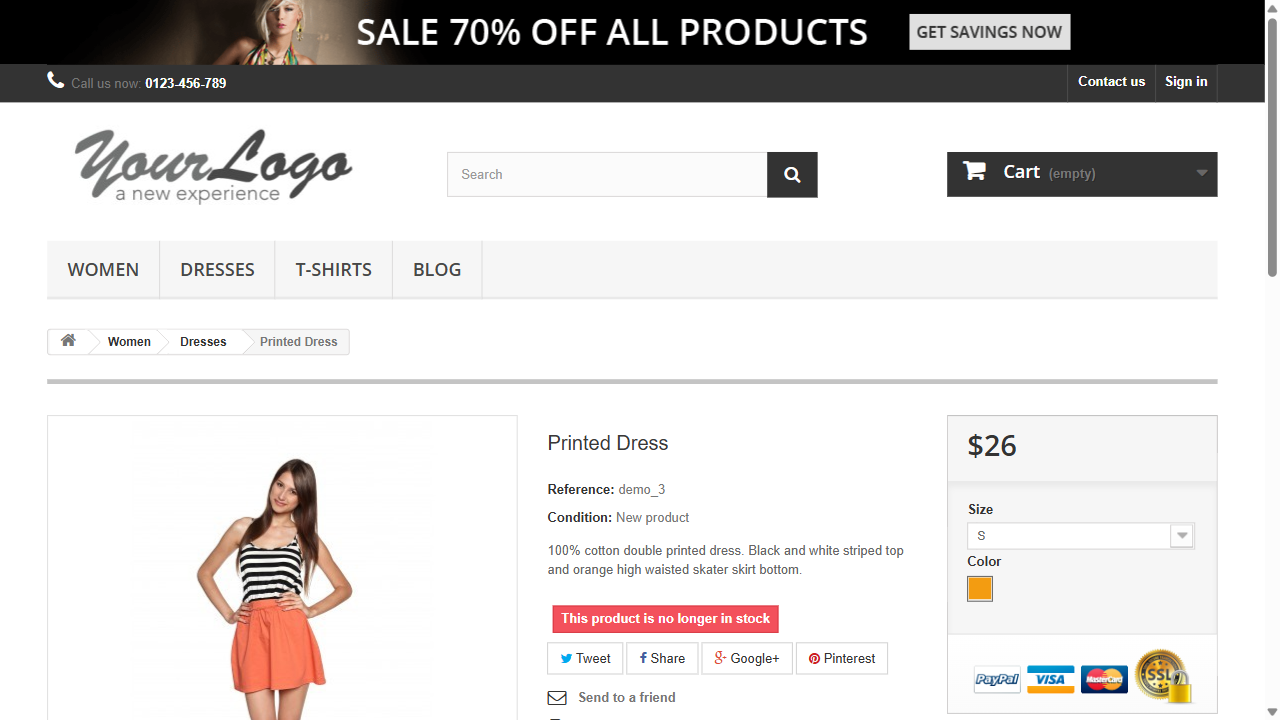 SALE 70% OFF ALL PRODUCTS
GET SAVINGS NOW
Call us now: 0123-456-789
Contact us
Sign in
YourLogo
a new experience
Search
Cart (empty)
WOMEN
DRESSES
T-SHIRTS
BLOG
Women
Dresses
Printed Dress
Printed Dress
Reference: demo_3
Condition: New product
100% cotton double printed dress. Black and white striped top
and orange high waisted skater skirt bottom.
This product is no longer in stock
Tweet
Share
Google+
Pinterest
Send to a friend
$26
Size
S
Color
PayPal
VISA
MasterCard
SSL